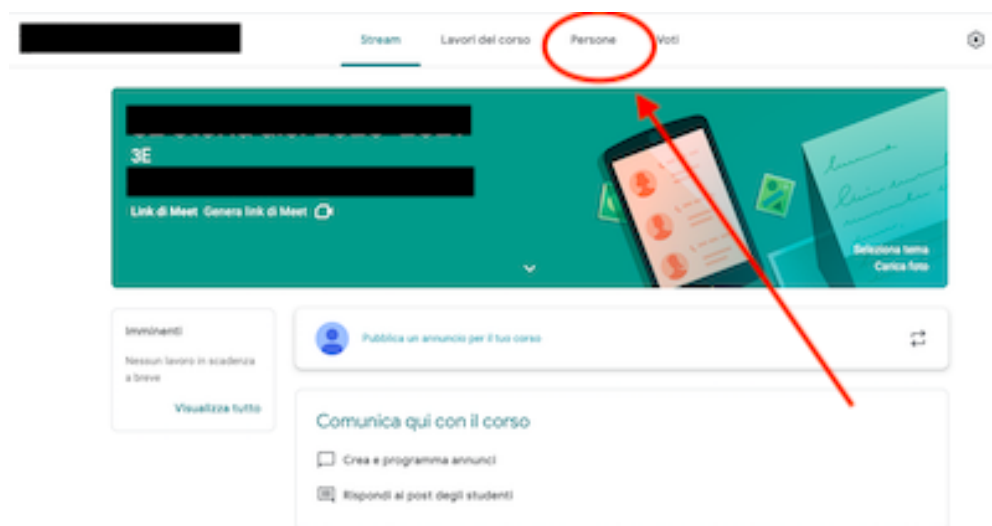 Stream Lavori del corso Persone Voti
3E
Link di Meet Genera link di Meet
Seleziona tema
Carica foto
Imminenti
Nessun lavoro in scadenza
a breve
Visualizza tutto
Pubblica un annuncio per il tuo corso
Comunica qui con il corso
Crea e programma annunci
Rispondi ai post degli studenti